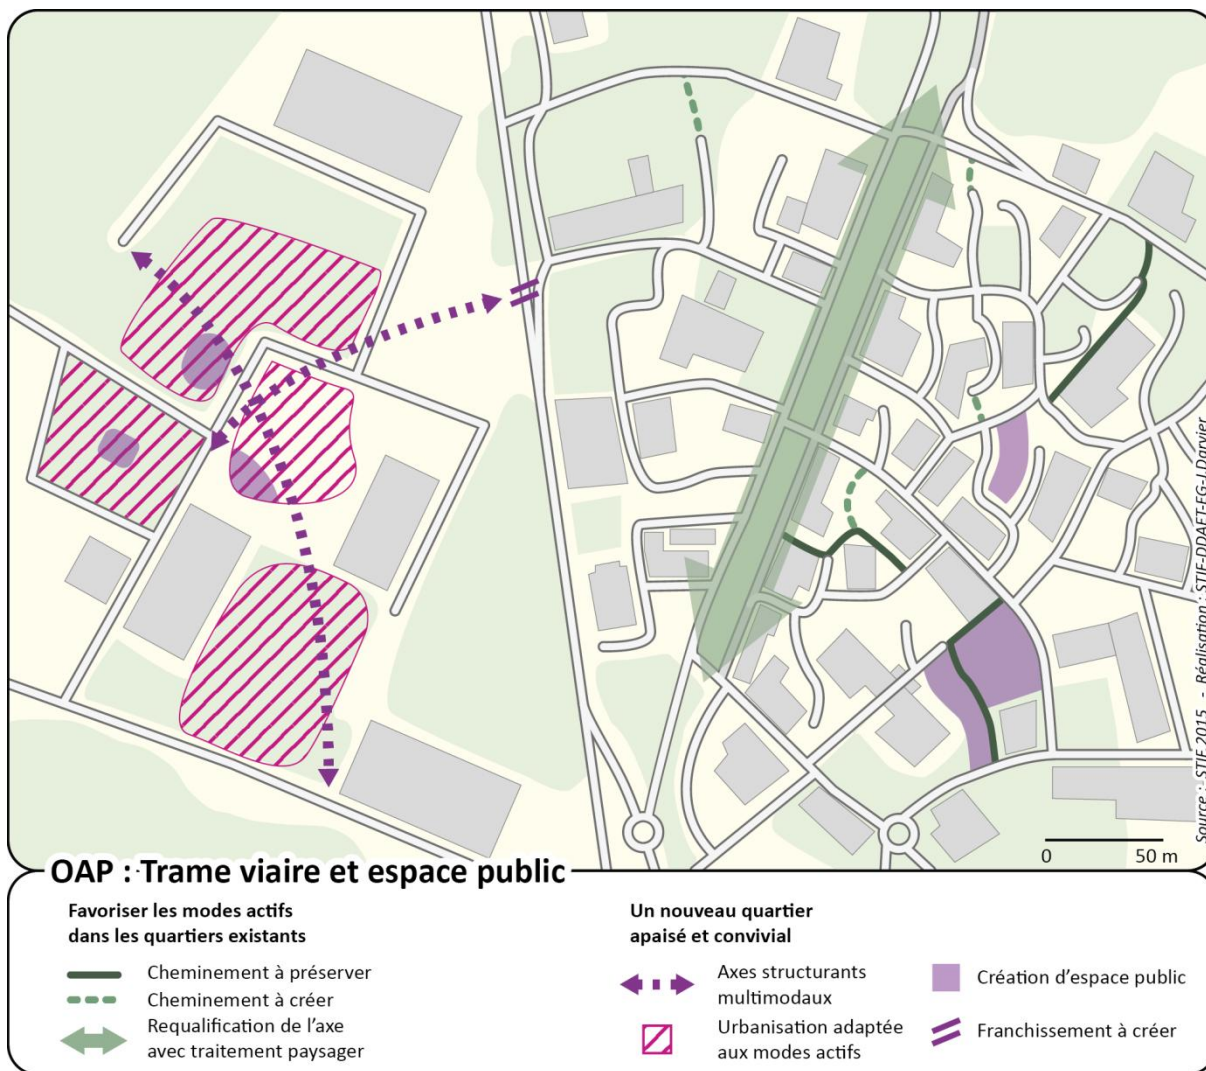 Source : STIF 2015 - Réalisation : STIF-DDAET-EG-J.Darvier
0 50 m
OAP : Trame viaire et espace public
Favoriser les modes actifs
dans les quartiers existants
Cheminement à préserver
Cheminement à créer
Requalification de l'axe
avec traitement paysager
Un nouveau quartier
apaisé et convivial
Axes structurants
multimodaux
Urbanisation adaptée
aux modes actifs
Création d'espace public
Franchissement à créer